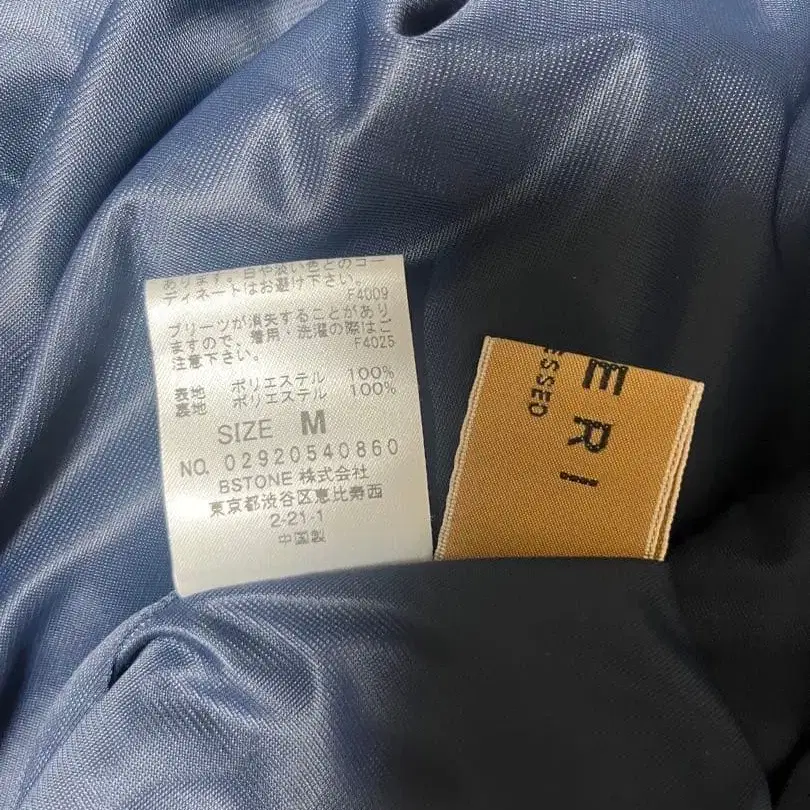 あります。白や淡い色とのコー
ディネートはお避け下さい。
F4009
プリーツが消失することがあり
ますので、着用・洗濯の際はご
注意下さい。
F4025
表地 ポリエステル 100%
裏地 ポリエステル 100%
SIZE M
NO. 02920540860
BSTONE 株式会社
東京都渋谷区恵比寿西
2-21-1
中国製
ERI
ESSED